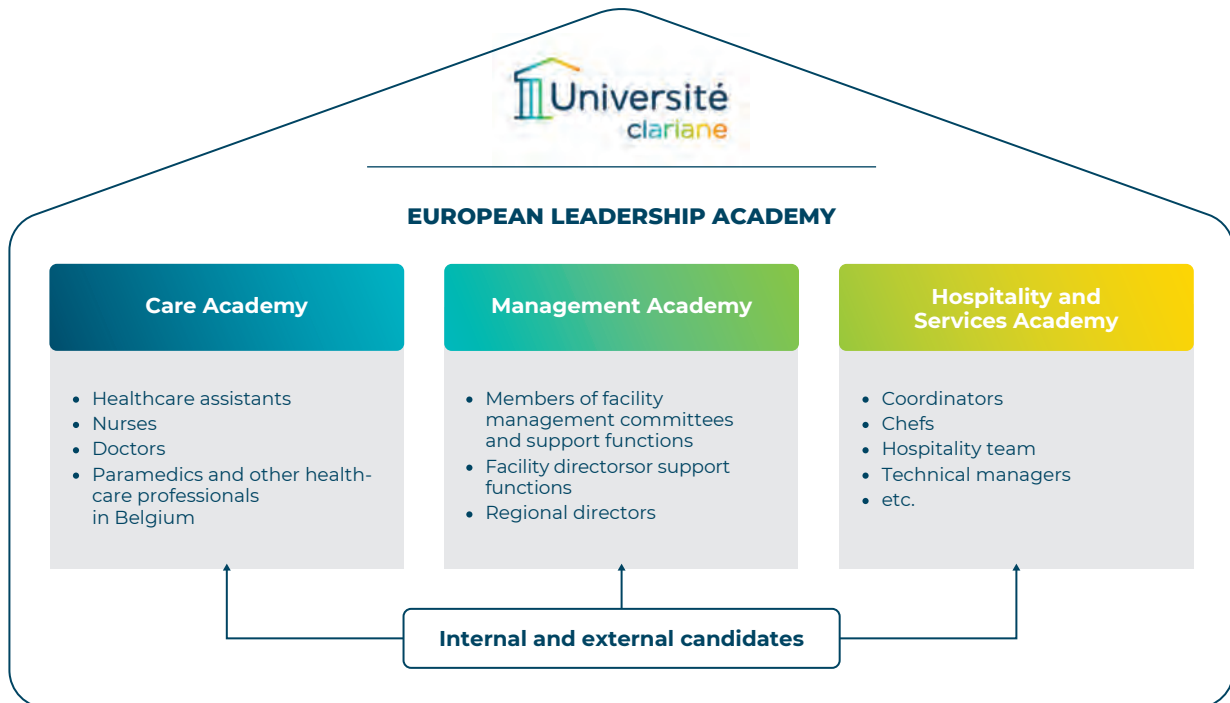 Université
clariane
EUROPEAN LEADERSHIP ACADEMY
Care Academy
• Healthcare assistants
• Nurses
• Doctors
• Paramedics and other health-
care professionals
in Belgium
Management Academy
• Members of facility
management committees
and support functions
• Facility directorsor support
functions
• Regional directors
Hospitality and
Services Academy
• Coordinators
• Chefs
• Hospitality team
• Technical managers
• etc.
Internal and external candidates